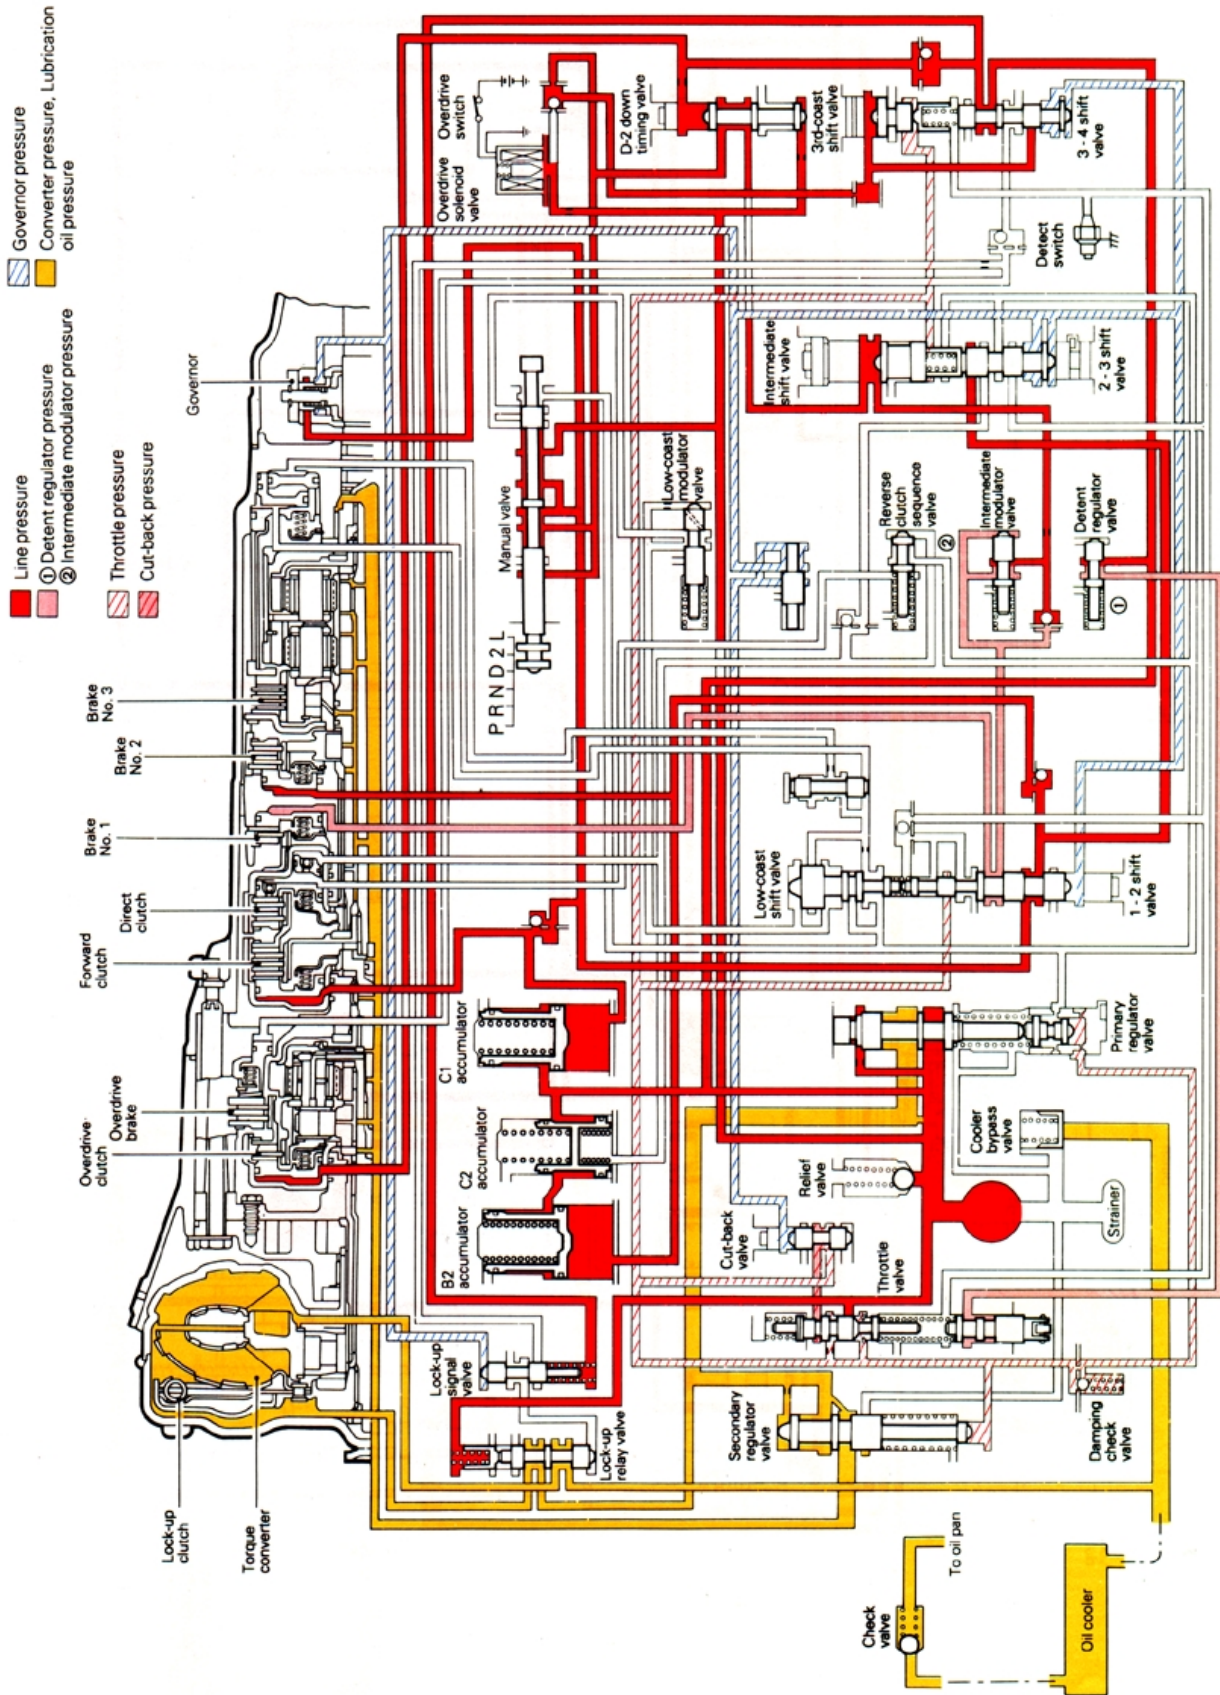 Line pressure
① Detent regulator pressure
② Intermediate modulator pressure
Throttle pressure
Cut-back pressure
Governor pressure
Converter pressure, Lubrication
oil pressure
Lock-up
clutch
Torque
converter
Overdrive
clutch
Overdrive
brake
Forward
clutch
Direct
clutch
Brake
No. 1
Brake
No. 2
Brake
No. 3
Governor
Lock-up
signal
valve
Lock-up
relay valve
B2
accumulator
C2
accumulator
C1
accumulator
P R N D 2 L
Manual valve
Overdrive
solenoid
valve
Overdrive
switch
D-2 down
timing valve
3rd-coast
shift valve
3 - 4 shift
valve
Detect
switch
Intermediate
shift valve
2 - 3 shift
valve
Low-coast
modulator
valve
Reverse
clutch
sequence
valve
②
Intermediate
modulator
valve
Detent
regulator
valve
①
Low-coast
shift valve
1 - 2 shift
valve
Primary
regulator
valve
Cooler
bypass
valve
Relief
valve
Strainer
Cut-back
valve
Throttle
valve
Secondary
regulator
valve
Damping
check
valve
Check
valve
To oil pan
Oil cooler